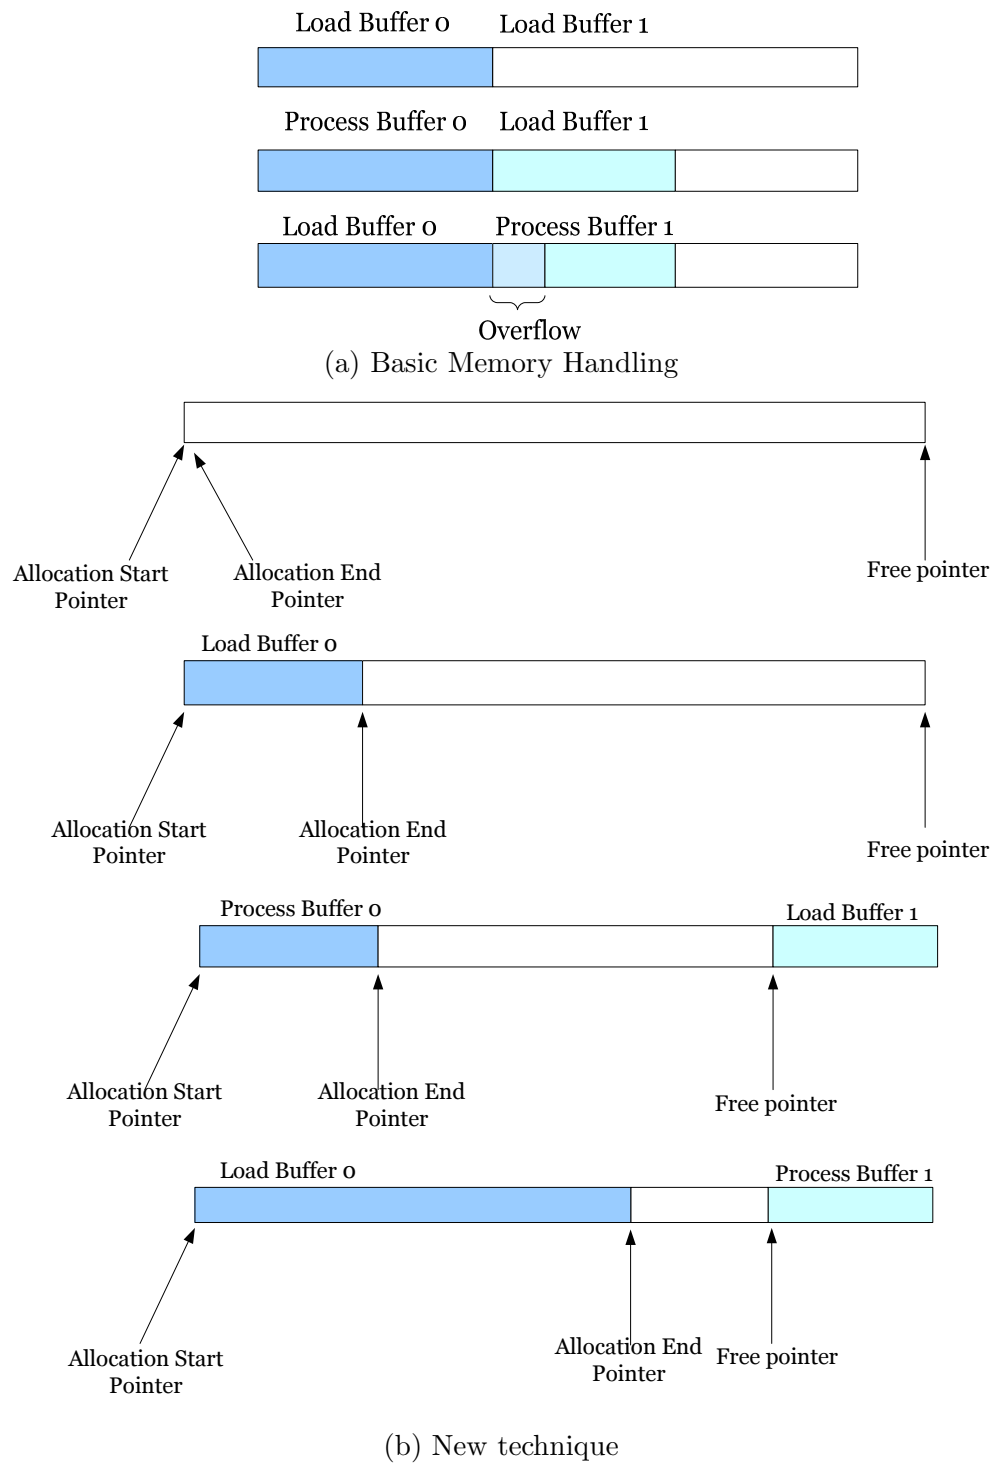 Load Buffer 0 Load Buffer 1
Process Buffer 0 Load Buffer 1
Load Buffer 0 Process Buffer 1
Overflow
(a) Basic Memory Handling
Allocation Start
Pointer
Allocation End
Pointer
Free pointer
Load Buffer 0
Allocation Start
Pointer
Allocation End
Pointer
Free pointer
Process Buffer 0
Load Buffer 1
Allocation Start
Pointer
Allocation End
Pointer
Free pointer
Load Buffer 0
Process Buffer 1
Allocation Start
Pointer
Allocation End
Pointer
Free pointer
(b) New technique